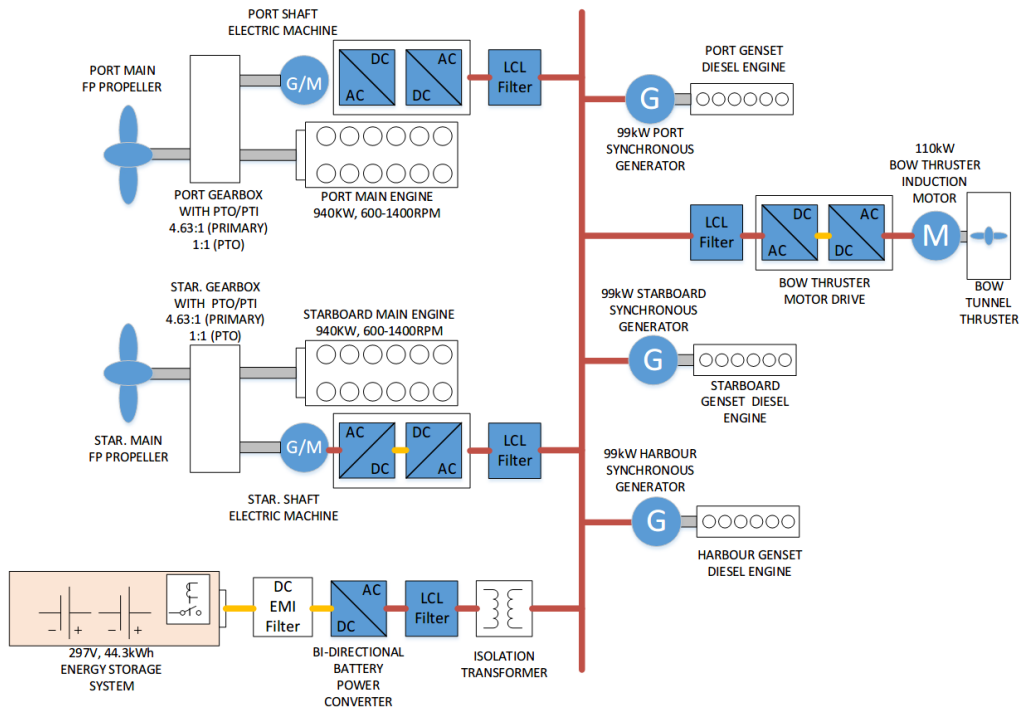 PORT SHAFT
ELECTRIC MACHINE
PORT MAIN
FP PROPELLER
G/M
DC
AC
AC
DC
LCL
Filter
PORT GEARBOX
WITH PTO/PTI
4.63:1 (PRIMARY)
1:1 (PTO)
PORT MAIN ENGINE
940KW, 600-1400RPM
PORT GENSET
DIESEL ENGINE
G
99kW PORT
SYNCHRONOUS
GENERATOR
110kW
BOW THRUSTER
INDUCTION
MOTOR
LCL
Filter
DC
AC
AC
DC
M
BOW THRUSTER
MOTOR DRIVE
BOW
TUNNEL
THRUSTER
STAR. GEARBOX
WITH PTO/PTI
4.63:1 (PRIMARY)
1:1 (PTO)
STARBOARD MAIN ENGINE
940KW, 600-1400RPM
99kW STARBOARD
SYNCHRONOUS
GENERATOR
G
STARBOARD
GENSET DIESEL
ENGINE
STAR. MAIN
FP PROPELLER
G/M
AC
DC
DC
AC
LCL
Filter
STAR. SHAFT
ELECTRIC MACHINE
99kW HARBOUR
SYNCHRONOUS
GENERATOR
G
HARBOUR GENSET
DIESEL ENGINE
− +
− +
297V, 44.3kWh
ENERGY STORAGE
SYSTEM
DC
EMI
Filter
AC
DC
BI-DIRECTIONAL
BATTERY
POWER
CONVERTER
LCL
Filter
ISOLATION
TRANSFORMER